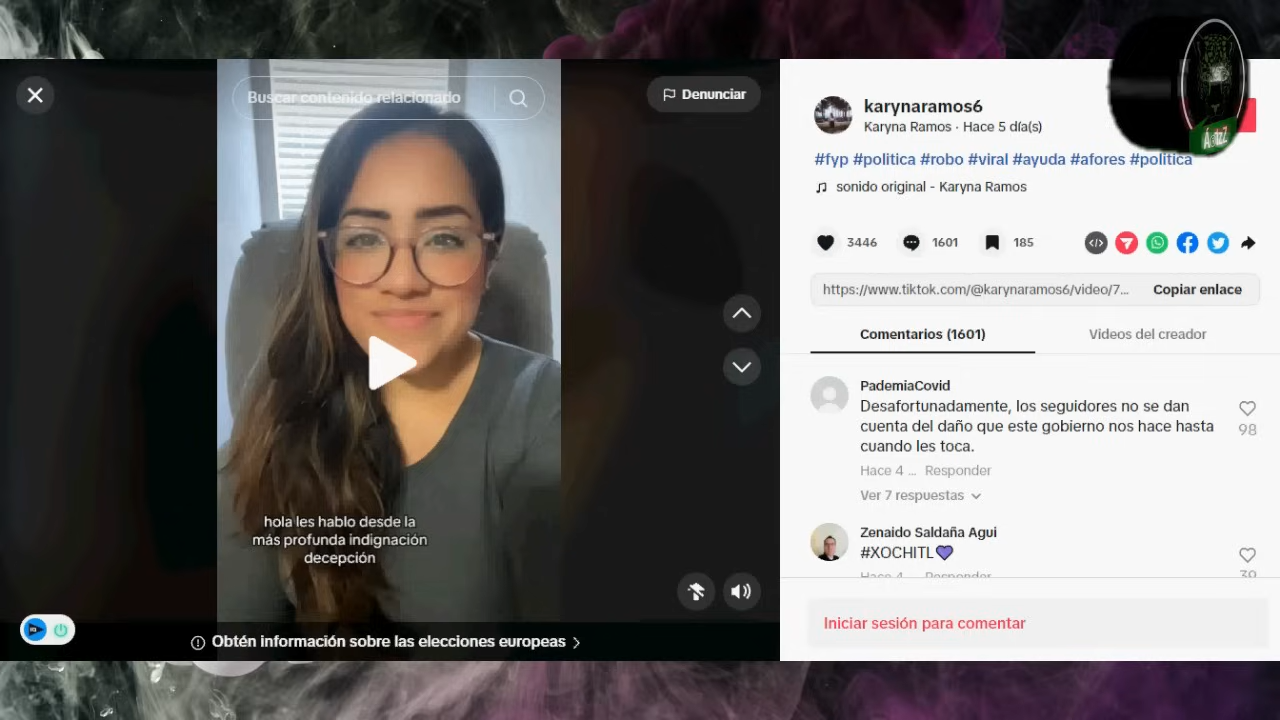 Buscar contenido relacionado
Denunciar
hola les hablo desde la
más profunda indignación
decepción
Obtén información sobre las elecciones europeas
karynaramos6
Karyna Ramos · Hace 5 día(s)
#fyp #politica #robo #viral #ayuda #afores #politica
sonido original - Karyna Ramos
3446
1601
185
https://www.tiktok.com/@karynaramos6/video/7...
Copiar enlace
Comentarios (1601)
Videos del creador
PademiaCovid
Desafortunadamente, los seguidores no se dan
cuenta del daño que este gobierno nos hace hasta
cuando les toca.
98
Hace 4 ... Responder
Ver 7 respuestas
Zenaido Saldaña Agui
#XOCHITL💜
Hace 4 ... Responder
39
Iniciar sesión para comentar